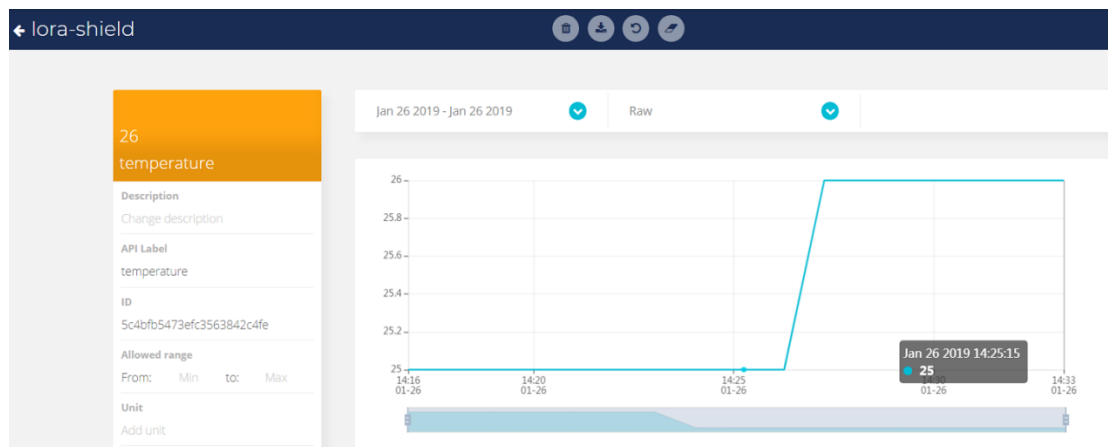 lora-shield
26
temperature
Description
Change description
API Label
temperature
ID
5c4bfb5473efc3563842c4fe
Allowed range
From: Min to: Max
Unit
Add unit
Jan 26 2019 - Jan 26 2019 Raw
26
25.8
25.6
25.4
25.2
25
14:16 14:20 14:25 14:30 14:33
01-26 01-26 01-26 01-26 01-26
Jan 26 2019 14:25:15
25